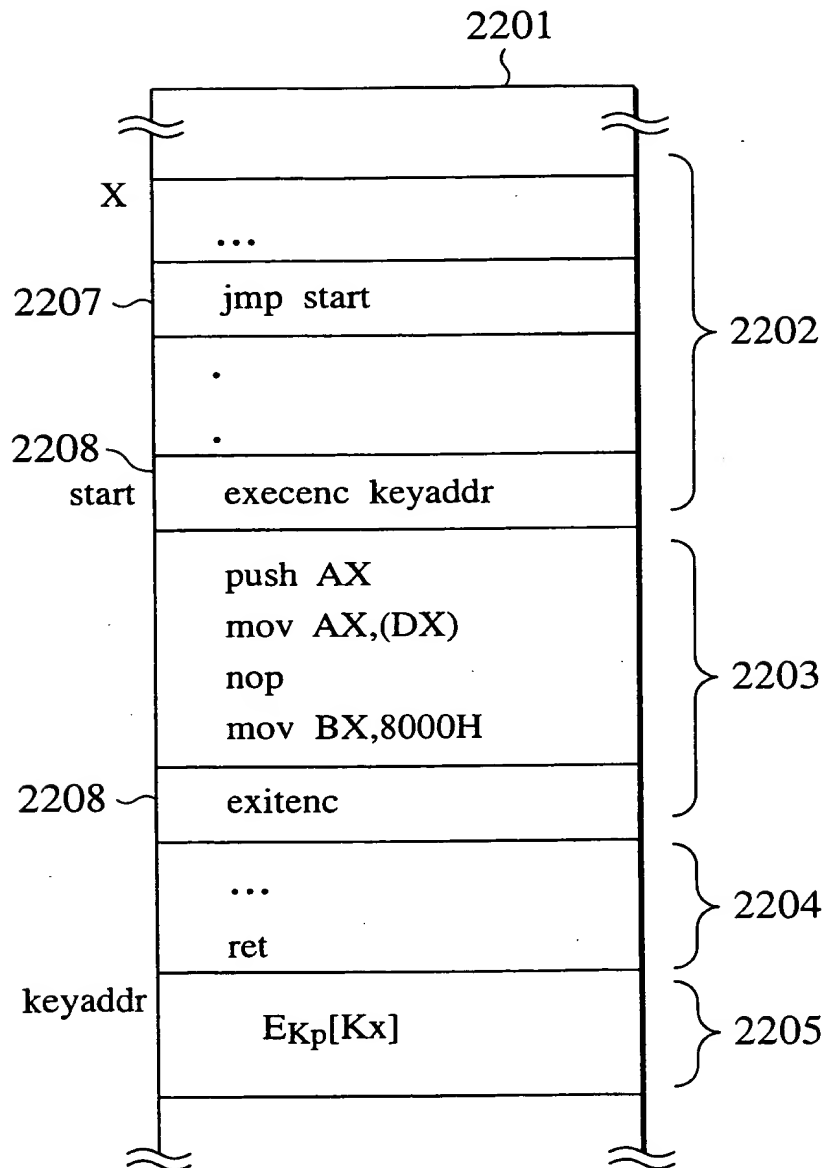 2201
X
...
2207
jmp start
2202
.
.
2208
start
execenc keyaddr
push AX
mov AX,(DX)
nop
mov BX,8000H
2203
2208
exitenc
...
ret
2204
keyaddr
EKp[Kx]
2205